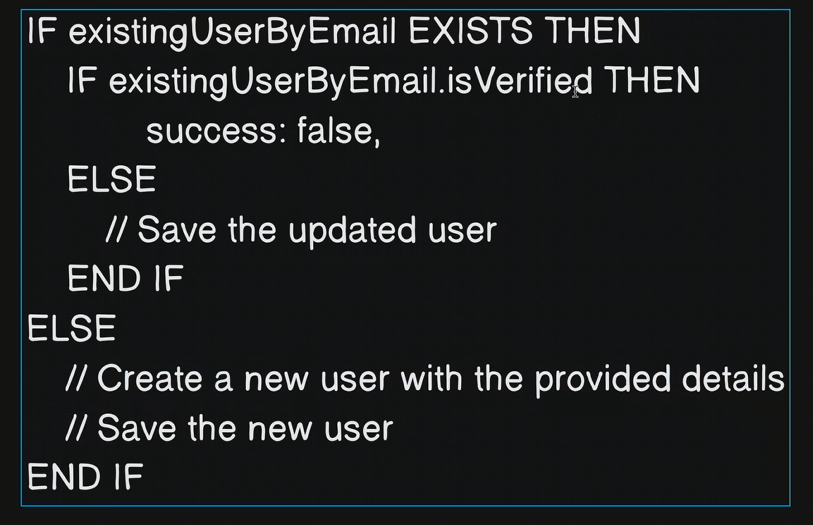 IF existingUserByEmail EXISTS THEN
IF existingUserByEmail.isVerified THEN
success: false,
ELSE
// Save the updated user
END IF
ELSE
// Create a new user with the provided details
// Save the new user
END IF